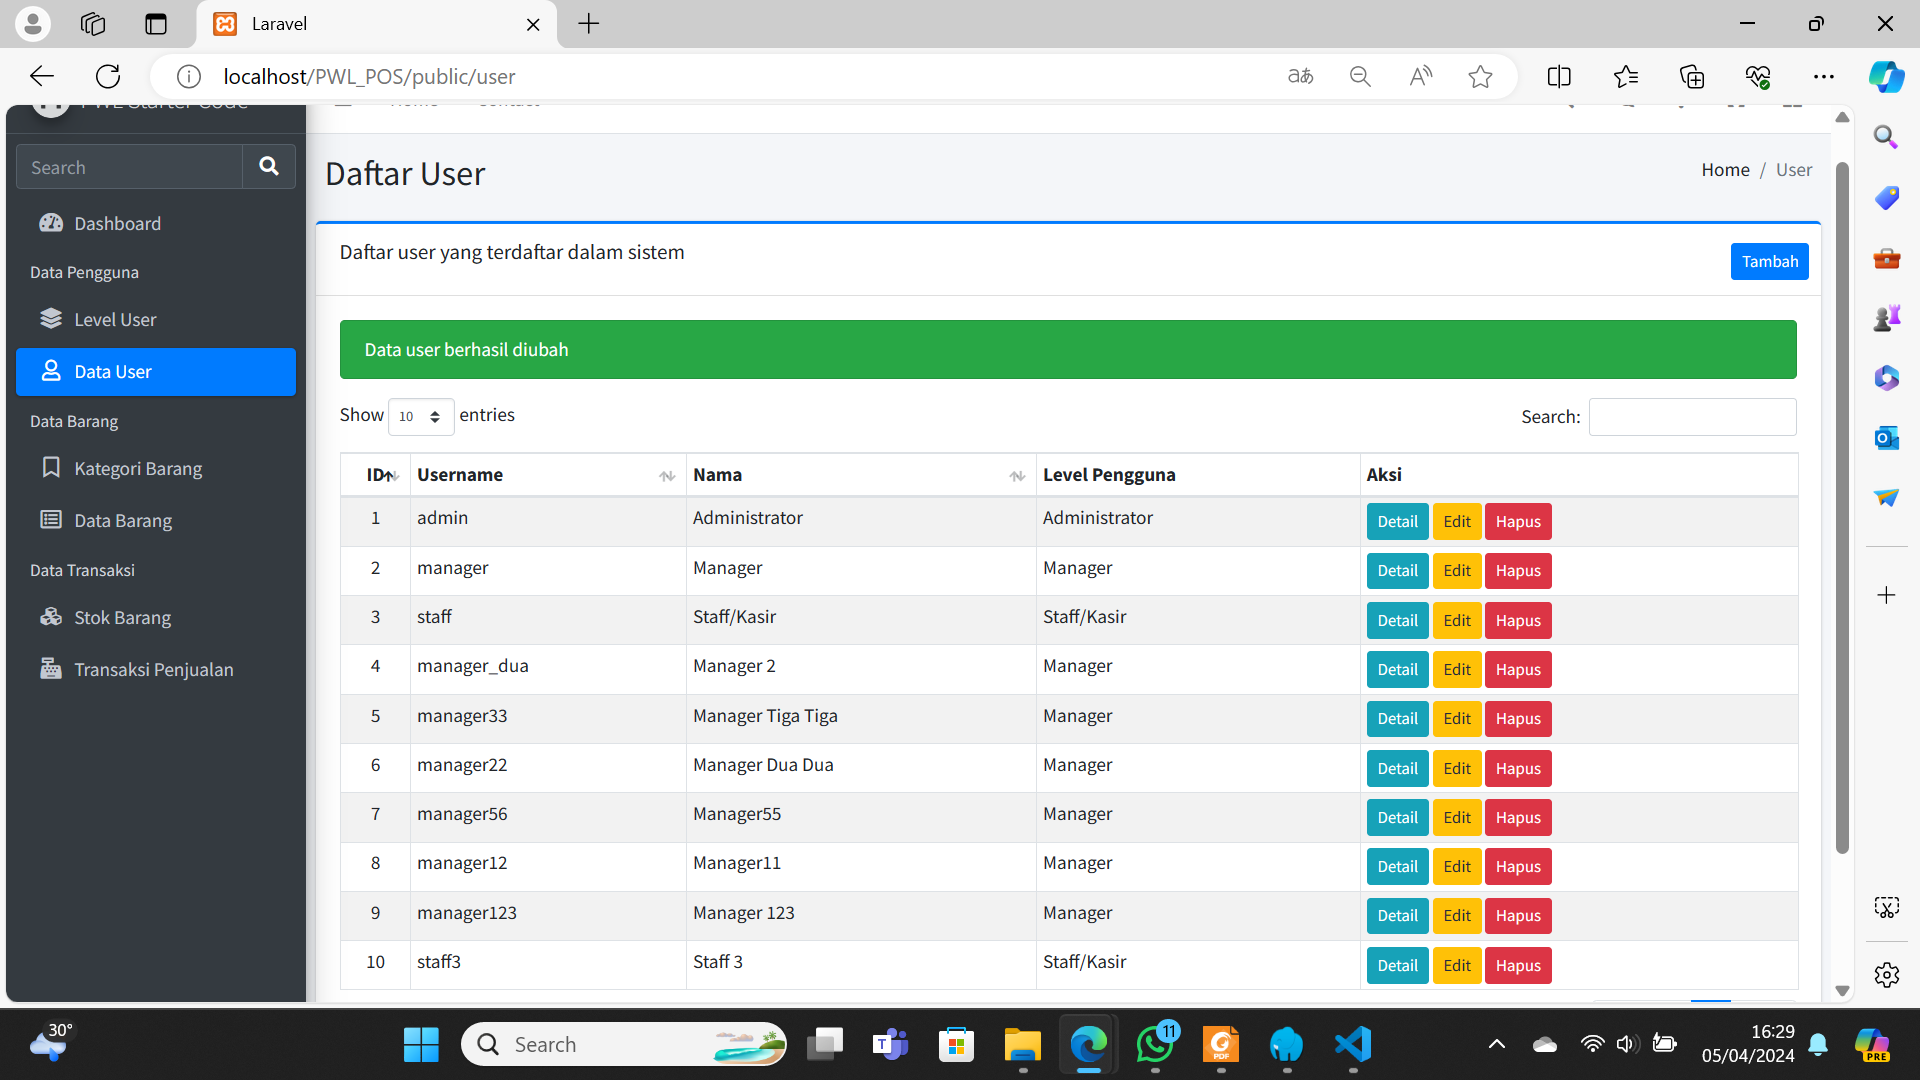 Laravel
localhost/PWL_POS/public/user
PWL Starter Code
Home Contact
Search
Dashboard
Data Pengguna
Level User
Data User
Data Barang
Kategori Barang
Data Barang
Data Transaksi
Stok Barang
Transaksi Penjualan
Daftar User
Home / User
Daftar user yang terdaftar dalam sistem
Tambah
Data user berhasil diubah
Show 10 entries
Search:
ID Username Nama Level Pengguna Aksi
1 admin Administrator Administrator Detail Edit Hapus
2 manager Manager Manager Detail Edit Hapus
3 staff Staff/Kasir Staff/Kasir Detail Edit Hapus
4 manager_dua Manager 2 Manager Detail Edit Hapus
5 manager33 Manager Tiga Tiga Manager Detail Edit Hapus
6 manager22 Manager Dua Dua Manager Detail Edit Hapus
7 manager56 Manager55 Manager Detail Edit Hapus
8 manager12 Manager11 Manager Detail Edit Hapus
9 manager123 Manager 123 Manager Detail Edit Hapus
10 staff3 Staff 3 Staff/Kasir Detail Edit Hapus
30°
Search
11
PDF
16:29
05/04/2024
PRE